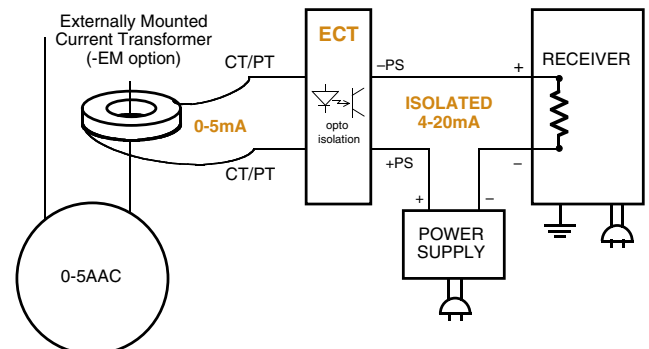 Externally Mounted
Current Transformer
(-EM option)
CT/PT
ECT
–PS
+
RECEIVER
0-5mA
opto
isolation
ISOLATED
4-20mA
CT/PT
+PS
–
+
–
POWER
SUPPLY
0-5AAC